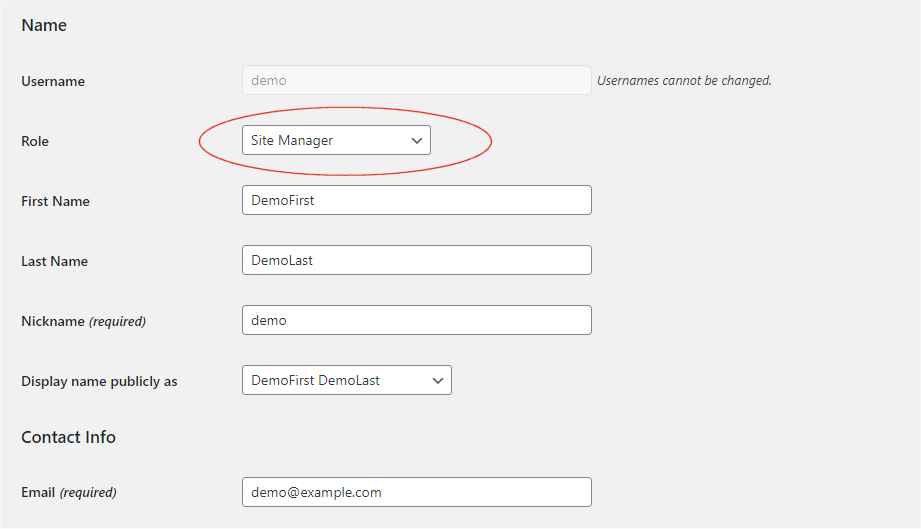 Name
Username demo Usernames cannot be changed.
Role Site Manager
First Name DemoFirst
Last Name DemoLast
Nickname (required) demo
Display name publicly as DemoFirst DemoLast
Contact Info
Email (required) demo@example.com